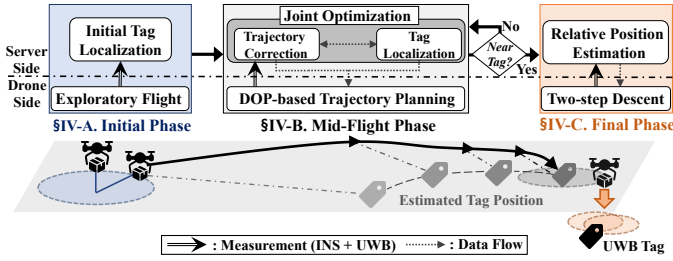 Server
Side
Drone
Side
Initial Tag
Localization
Exploratory Flight
§IV-A. Initial Phase
Joint Optimization
Trajectory
Correction
Tag
Localization
DOP-based Trajectory Planning
§IV-B. Mid-Flight Phase
No
Near
Tag?
Yes
Relative Position
Estimation
Two-step Descent
§IV-C. Final Phase
Estimated Tag Position
UWB Tag
: Measurement (INS + UWB)
: Data Flow